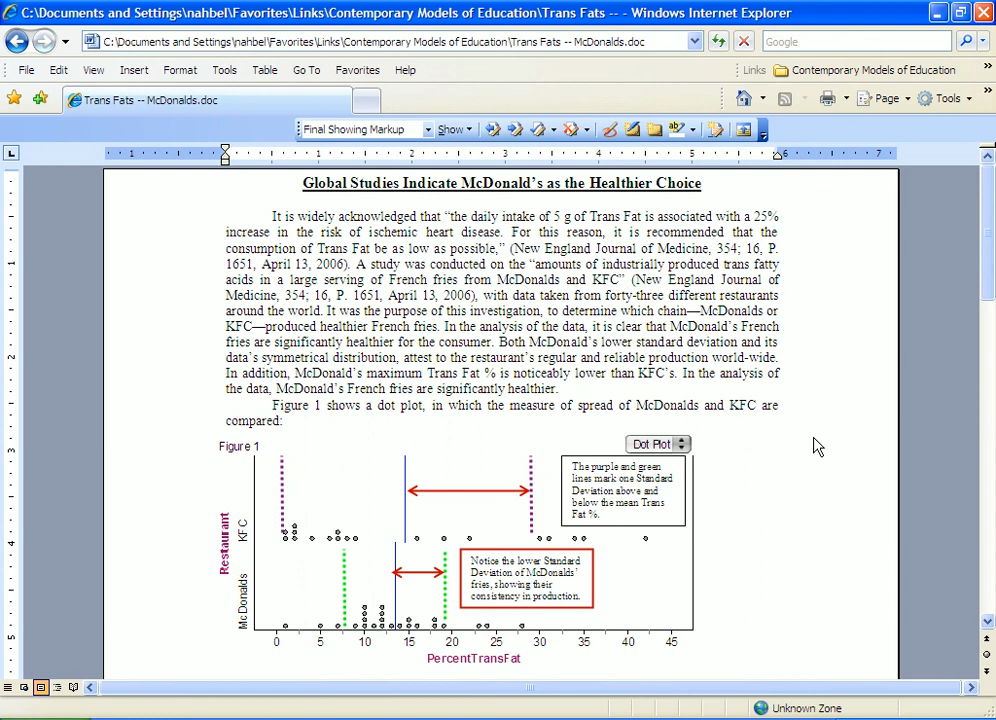 C:\Documents and Settings\nahbel\Favorites\Links\Contemporary Models of Education\Trans Fats -- - Windows Internet Explorer
C:\Documents and Settings\nahbel\Favorites\Links\Contemporary Models of Education\Trans Fats -- McDonalds.doc
Google
File Edit View Insert Format Tools Table Go To Favorites Help
Links Contemporary Models of Education
Trans Fats -- McDonalds.doc
Page Tools
Final Showing Markup Show
1 1 2 3 4 5 6 7
Global Studies Indicate McDonald's as the Healthier Choice
It is widely acknowledged that “the daily intake of 5 g of Trans Fat is associated with a 25%
increase in the risk of ischemic heart disease. For this reason, it is recommended that the
consumption of Trans Fat be as low as possible,” (New England Journal of Medicine, 354; 16, P.
1651, April 13, 2006). A study was conducted on the “amounts of industrially produced trans fatty
acids in a large serving of French fries from McDonalds and KFC” (New England Journal of
Medicine, 354; 16, P. 1651, April 13, 2006), with data taken from forty-three different restaurants
around the world. It was the purpose of this investigation, to determine which chain—McDonalds or
KFC—produced healthier French fries. In the analysis of the data, it is clear that McDonald's French
fries are significantly healthier for the consumer. Both McDonald's lower standard deviation and its
data's symmetrical distribution, attest to the restaurant's regular and reliable production world-wide.
In addition, McDonald's maximum Trans Fat % is noticeably lower than KFC's. In the analysis of
the data, McDonald's French fries are significantly healthier.
Figure 1 shows a dot plot, in which the measure of spread of McDonalds and KFC are
compared:
Figure 1
Dot Plot
The purple and green
lines mark one Standard
Deviation above and
below the mean Trans
Fat %.
Restaurant
KFC
McDonalds
Notice the lower Standard
Deviation of McDonalds'
fries, showing their
consistency in production.
0 5 10 15 20 25 30 35 40 45
PercentTransFat
1
2
3
4
5
Unknown Zone